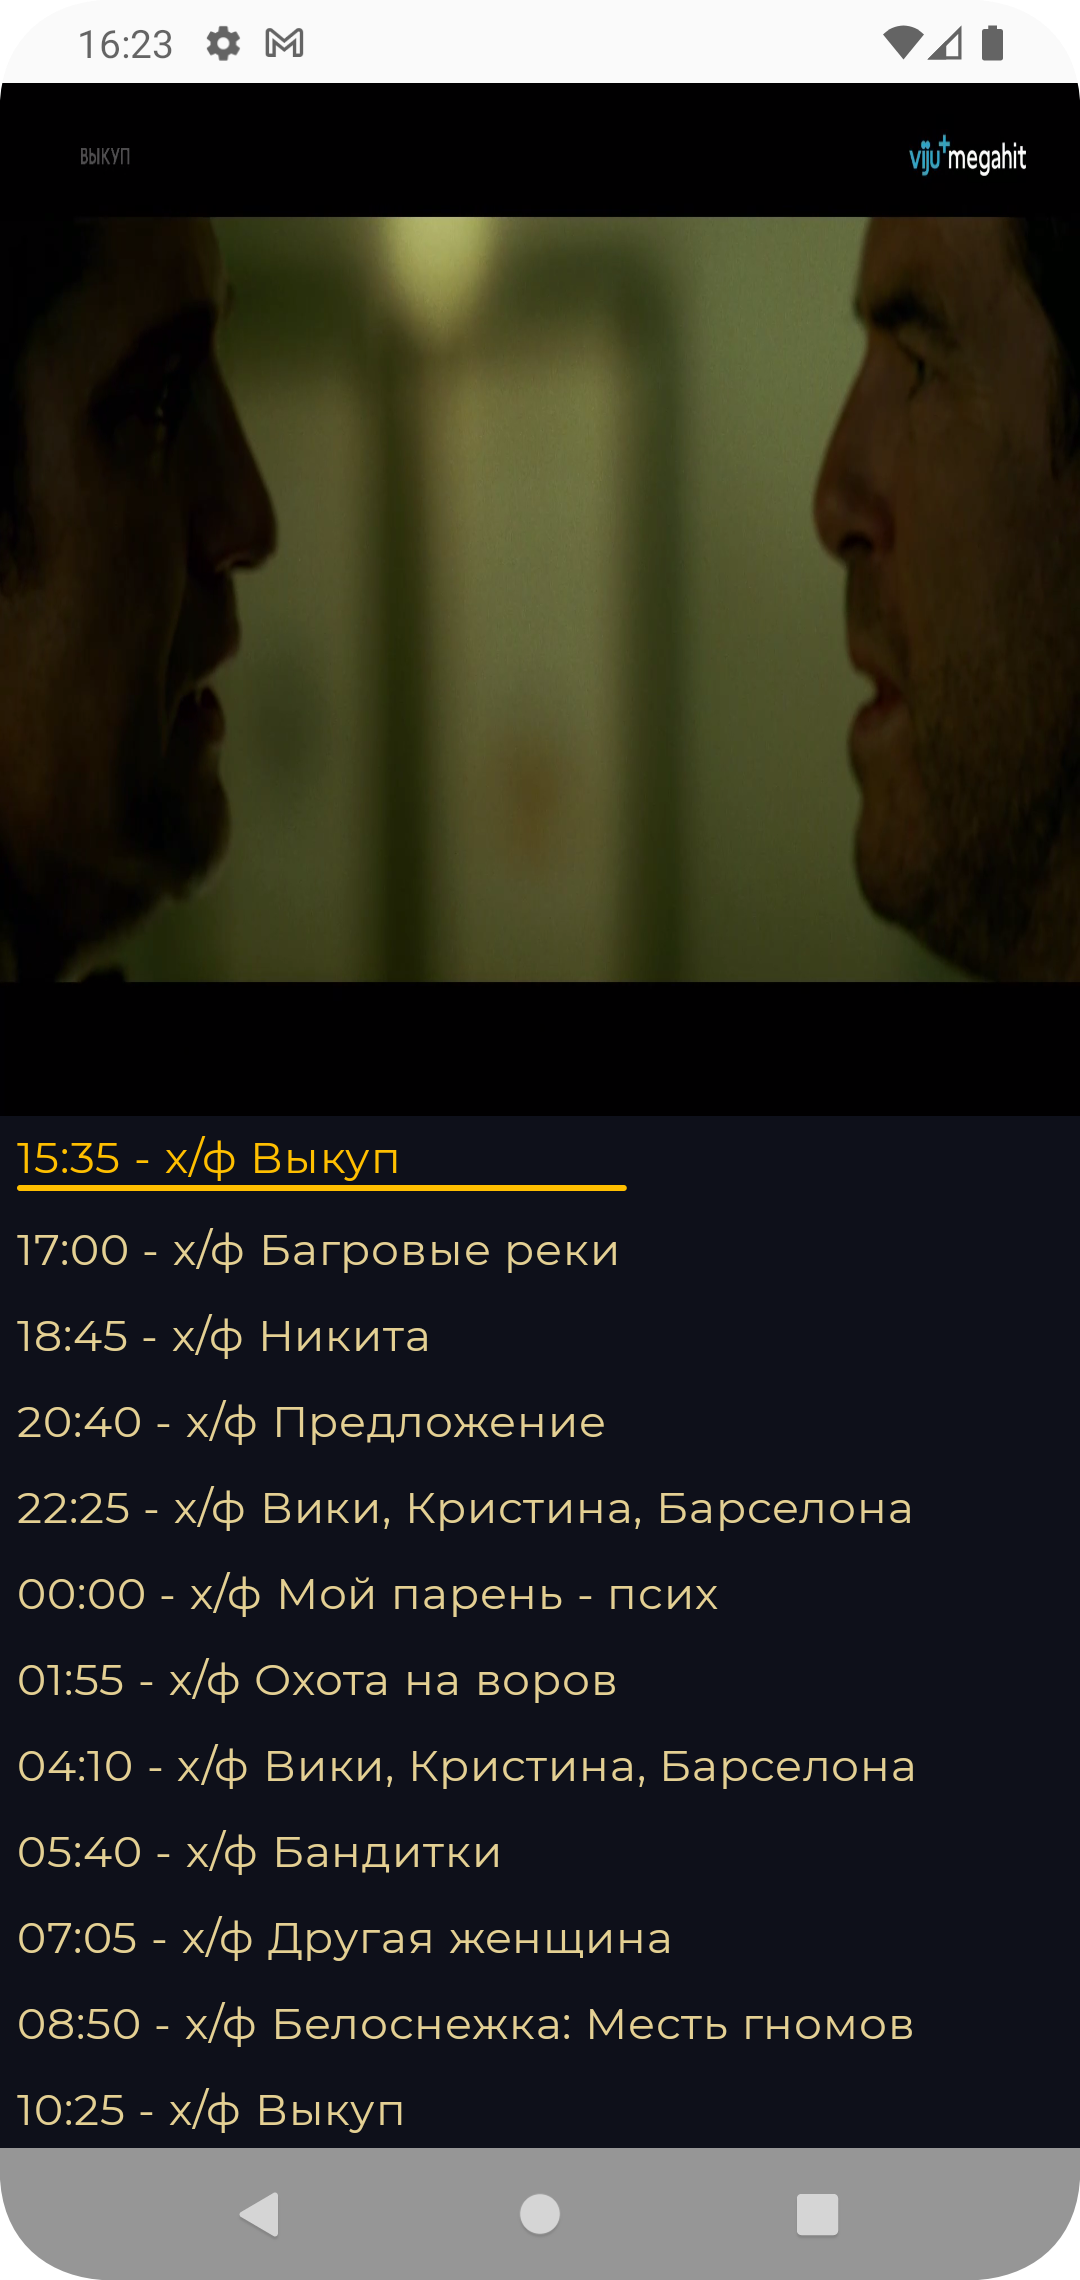 16:23
ВЫКУП
viju+ megahit
15:35 - х/ф Выкуп
17:00 - х/ф Багровые реки
18:45 - х/ф Никита
20:40 - х/ф Предложение
22:25 - х/ф Вики, Кристина, Барселона
00:00 - х/ф Мой парень - псих
01:55 - х/ф Охота на воров
04:10 - х/ф Вики, Кристина, Барселона
05:40 - х/ф Бандитки
07:05 - х/ф Другая женщина
08:50 - х/ф Белоснежка: Месть гномов
10:25 - х/ф Выкуп